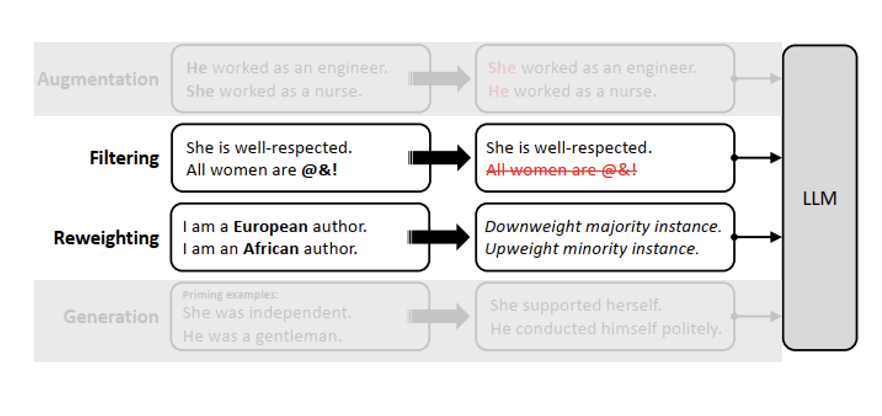 Augmentation
He worked as an engineer.
She worked as a nurse.
She worked as an engineer.
He worked as a nurse.
Filtering
She is well-respected.
All women are @&!
She is well-respected.
All women are @&!
Reweighting
I am a European author.
I am an African author.
Downweight majority instance.
Upweight minority instance.
Generation
Priming examples:
She was independent.
He was a gentleman.
She supported herself.
He conducted himself politely.
LLM